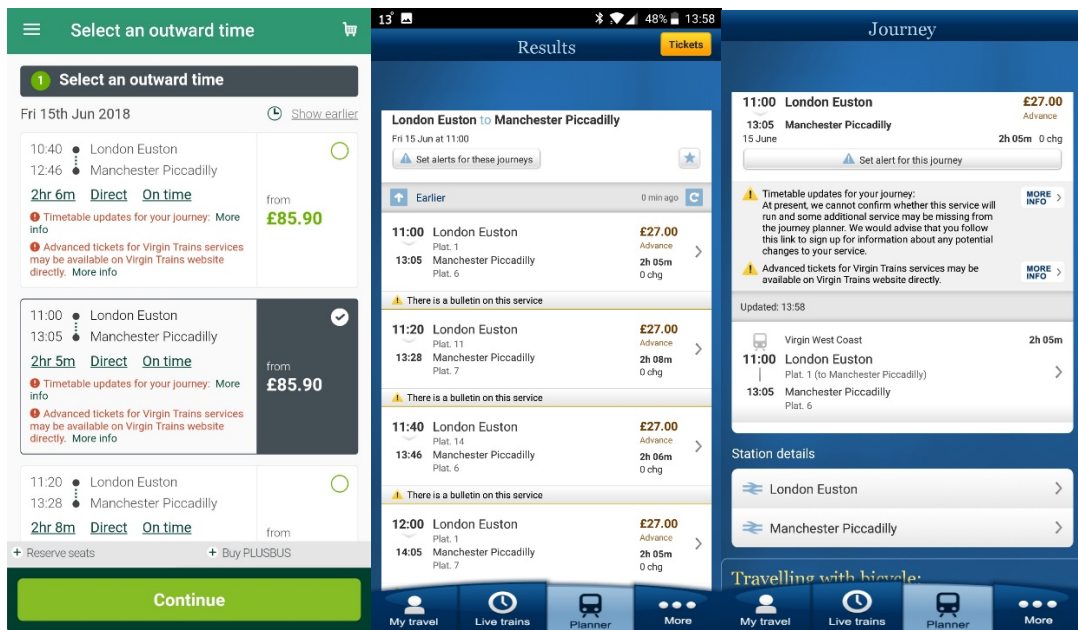 Select an outward time
1 Select an outward time
Fri 15th Jun 2018
Show earlier
10:40 London Euston
12:46 Manchester Piccadilly
2hr 6m Direct On time
Timetable updates for your journey: More
info
Advanced tickets for Virgin Trains services
may be available on Virgin Trains website
directly. More info
from
£85.90
11:00 London Euston
13:05 Manchester Piccadilly
2hr 5m Direct On time
Timetable updates for your journey: More
info
Advanced tickets for Virgin Trains services
may be available on Virgin Trains website
directly. More info
from
£85.90
11:20 London Euston
13:28 Manchester Piccadilly
2hr 8m Direct On time
from
+ Reserve seats
+ Buy PLUSBUS
Continue
13° 48% 13:58
Results
Tickets
London Euston to Manchester Piccadilly
Fri 15 Jun at 11:00
Set alerts for these journeys
Earlier
0 min ago
11:00 London Euston £27.00
Plat. 1 Advance
13:05 Manchester Piccadilly 2h 05m
Plat. 6 0 chg
There is a bulletin on this service
11:20 London Euston £27.00
Plat. 11 Advance
13:28 Manchester Piccadilly 2h 08m
Plat. 7 0 chg
There is a bulletin on this service
11:40 London Euston £27.00
Plat. 14 Advance
13:46 Manchester Piccadilly 2h 06m
Plat. 6 0 chg
There is a bulletin on this service
12:00 London Euston £27.00
Plat. 1 Advance
14:05 Manchester Piccadilly 2h 05m
Plat. 7 0 chg
My travel Live trains Planner More
Journey
11:00 London Euston £27.00
Advance
13:05 Manchester Piccadilly
15 June 2h 05m 0 chg
Set alert for this journey
Timetable updates for your journey:
At present, we cannot confirm whether this service will
run and some additional service may be missing from
the journey planner. We would advise that you follow
this link to sign up for information about any potential
changes to your service.
MORE
INFO
Advanced tickets for Virgin Trains services may be
available on Virgin Trains website directly.
MORE
INFO
Updated: 13:58
Virgin West Coast 2h 05m
11:00 London Euston
Plat. 1 (to Manchester Piccadilly)
13:05 Manchester Piccadilly
Plat. 6
Station details
London Euston
Manchester Piccadilly
Travelling with bicycle:
My travel Live trains Planner More